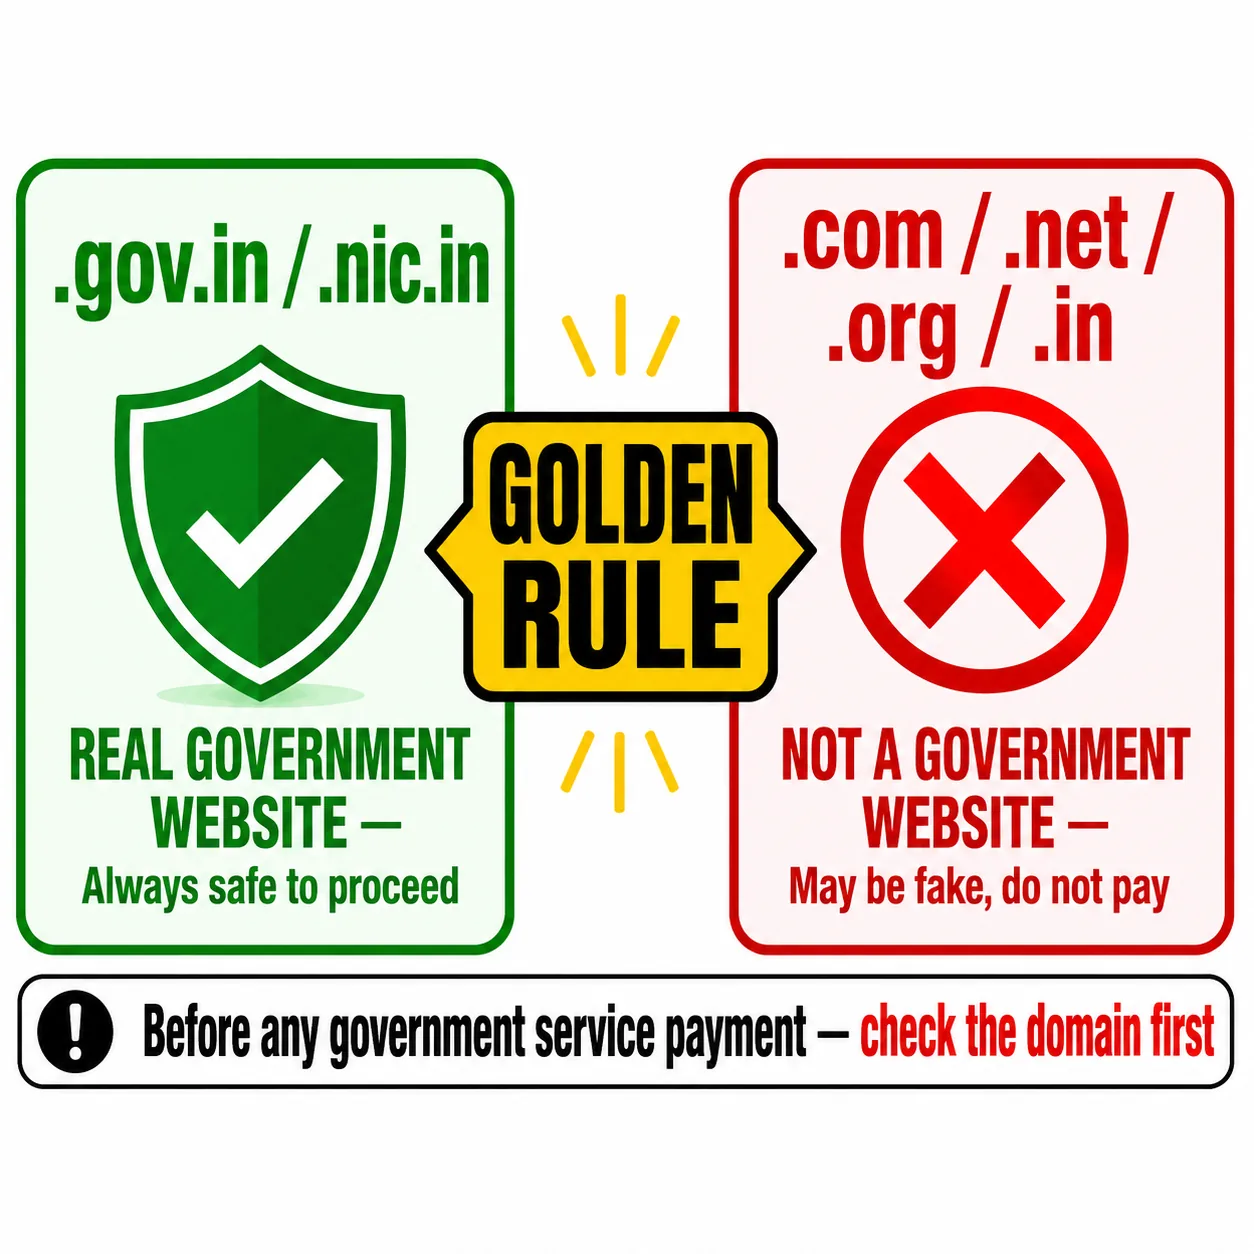 .gov.in / .nic.in
REAL GOVERNMENT
WEBSITE —
Always safe to proceed
GOLDEN
RULE
.com / .net /
.org / .in
NOT A GOVERNMENT
WEBSITE —
May be fake, do not pay
! Before any government service payment — check the domain first